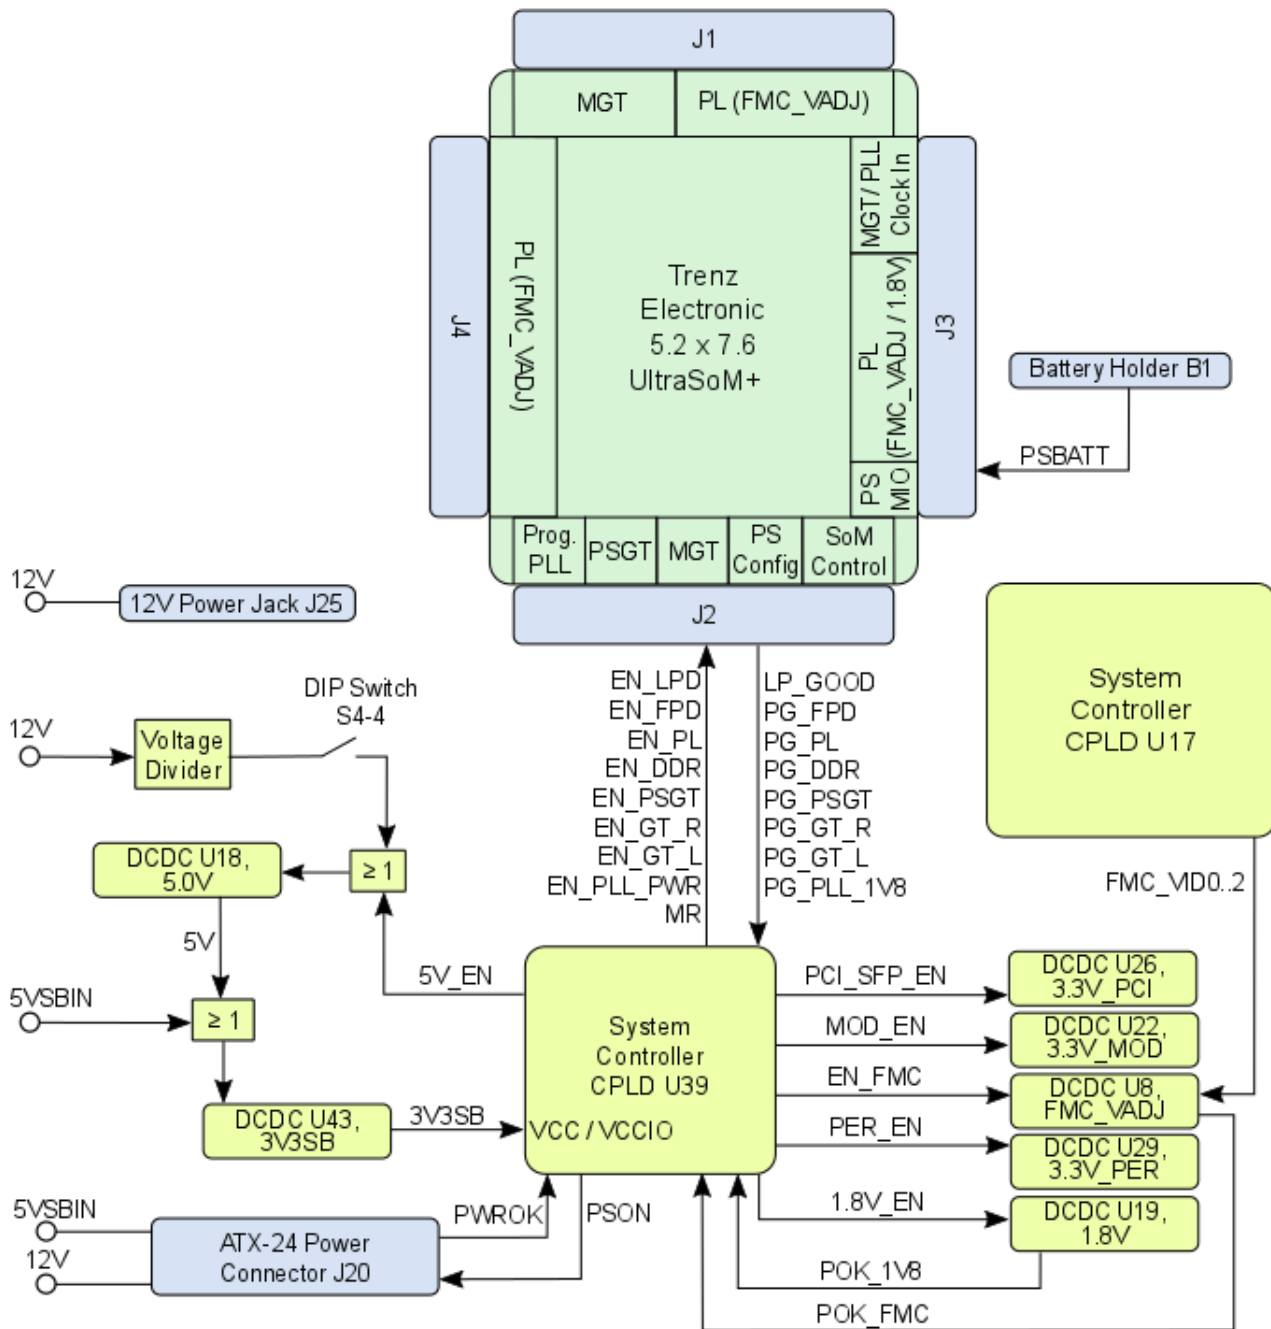 J1
MGT
PL (FMC_VADJ)
MGT / PLL
Clock In
PL (FMC_VADJ)
J4
Trenz
Electronic
5.2 x 7.6
UltraSoM+
PL
(FMC_VADJ / 1.8V)
J3
PS
MIO
Battery Holder B1
PSBATT
Prog.
PLL
PSGT
MGT
PS
Config
SoM
Control
J2
12V
12V Power Jack J25
DIP Switch
S4-4
12V
Voltage
Divider
EN_LPD
EN_FPD
EN_PL
EN_DDR
EN_PSGT
EN_GT_R
EN_GT_L
EN_PLL_PWR
MR
LP_GOOD
PG_FPD
PG_PL
PG_DDR
PG_PSGT
PG_GT_R
PG_GT_L
PG_PLL_1V8
System
Controller
CPLD U17
FMC_VID0..2
DCDC U18,
5.0V
≥ 1
5V
5V_EN
5VSBIN
≥ 1
DCDC U43,
3V3SB
3V3SB
System
Controller
CPLD U39
VCC / VCCIO
PCI_SFP_EN
DCDC U26,
3.3V_PCI
MOD_EN
DCDC U22,
3.3V_MOD
EN_FMC
DCDC U8,
FMC_VADJ
PER_EN
DCDC U29,
3.3V_PER
1.8V_EN
DCDC U19,
1.8V
5VSBIN
12V
ATX-24 Power
Connector J20
PWROK
PSON
POK_1V8
POK_FMC